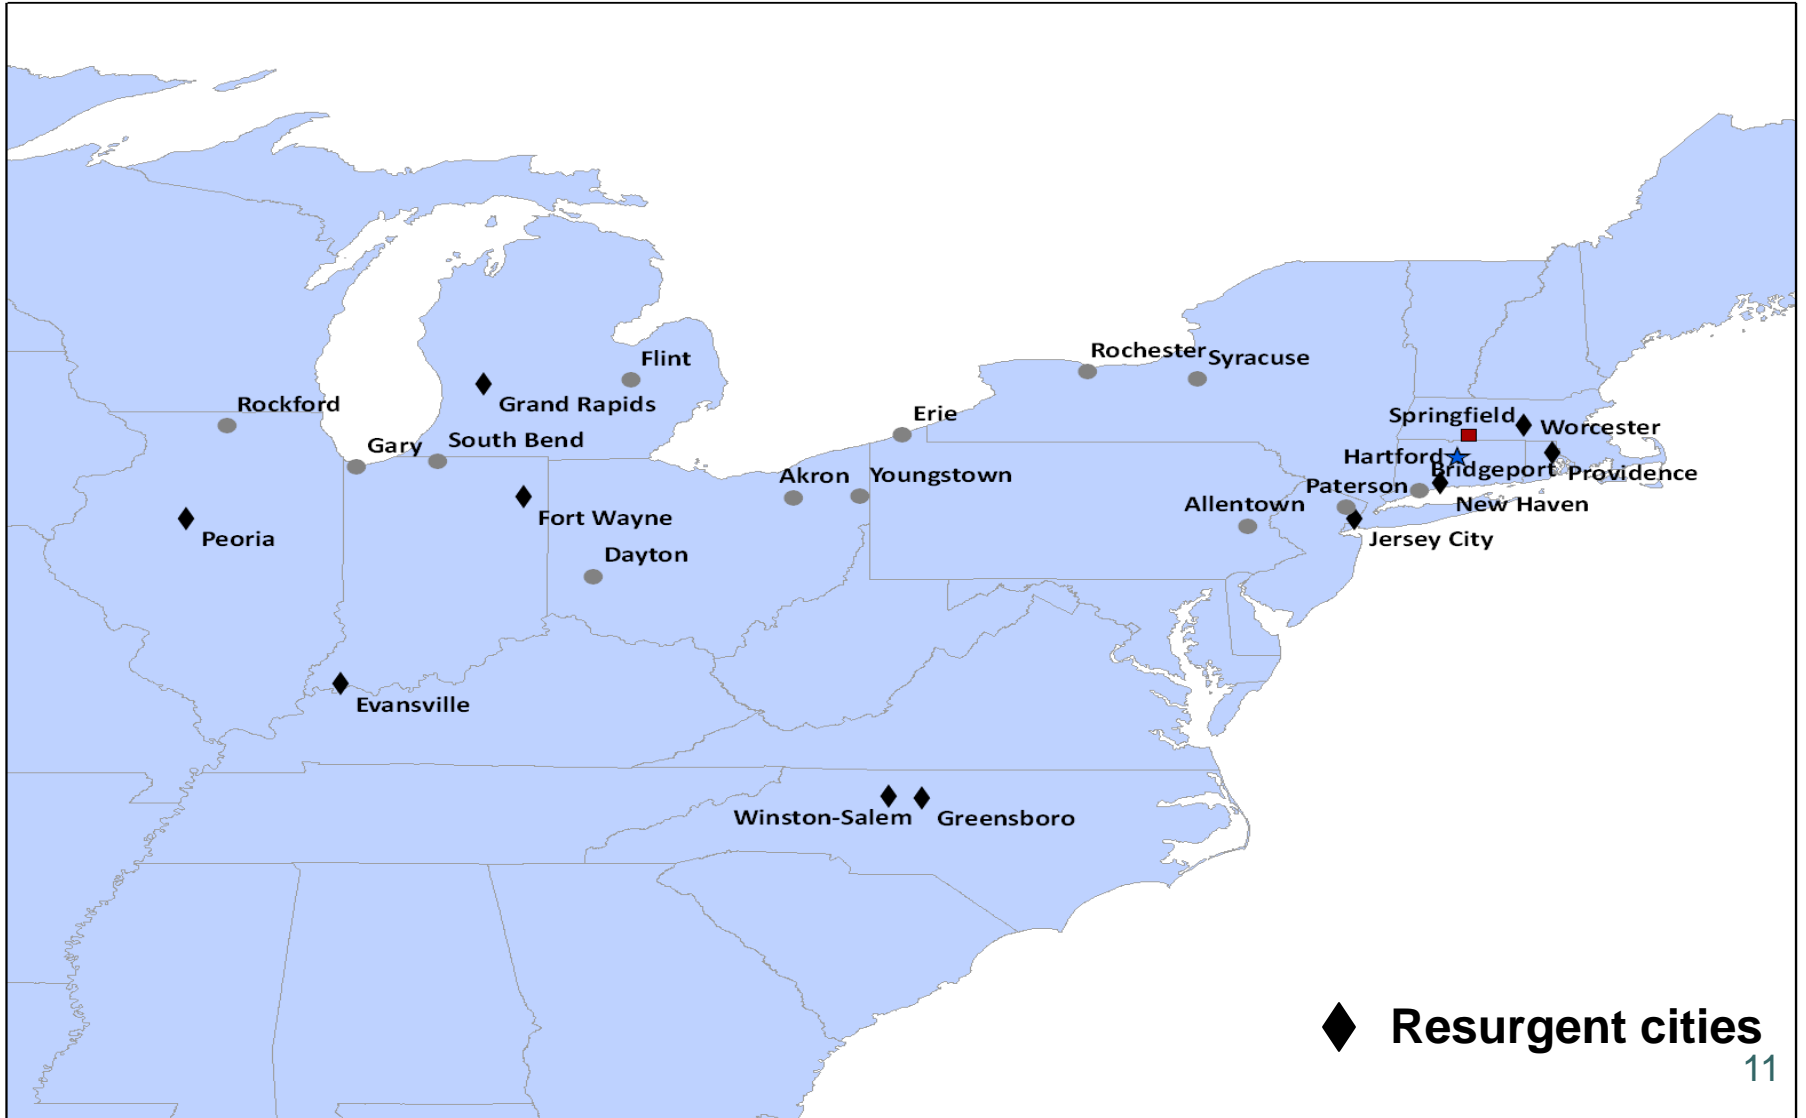 Rochester
Syracuse
Flint
Grand Rapids
Rockford
Erie
Springfield
Worcester
South Bend
Gary
Hartford
Bridgeport
Providence
Akron
Youngstown
Paterson
Allentown
New Haven
Fort Wayne
Peoria
Jersey City
Dayton
Evansville
Winston-Salem
Greensboro
Resurgent cities
11